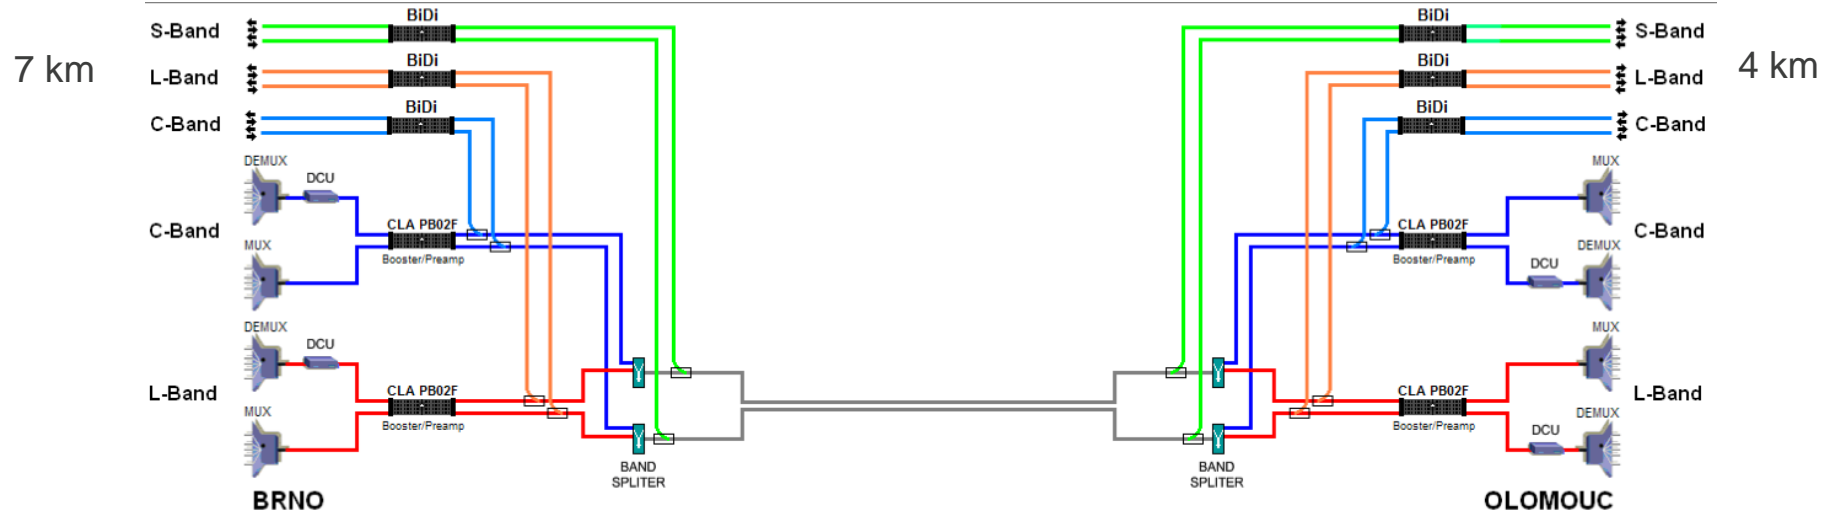 BiDi
BiDi
S-Band
S-Band
7 km
L-Band
BiDi
BiDi
L-Band
4 km
C-Band
BiDi
BiDi
C-Band
DEMUX
DCU
MUX
C-Band
CLA PB02F
Booster/Preamp
CLA PB02F
Booster/Preamp
C-Band
MUX
DEMUX
DCU
DEMUX
DCU
MUX
L-Band
CLA PB02F
Booster/Preamp
CLA PB02F
Booster/Preamp
L-Band
MUX
DEMUX
DCU
BAND
SPLITER
BAND
SPLITER
BRNO
OLOMOUC